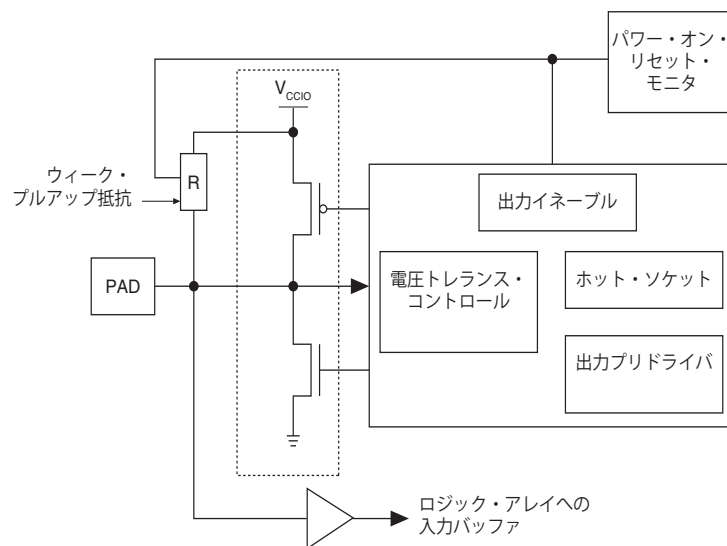 パワー・オン・
リセット・
モニタ
VCCIO
ウィーク・
プルアップ抵抗
R
出力イネーブル
PAD
電圧トレランス・
コントロール
ホット・ソケット
出力プリドライバ
ロジック・アレイへの
入力バッファ